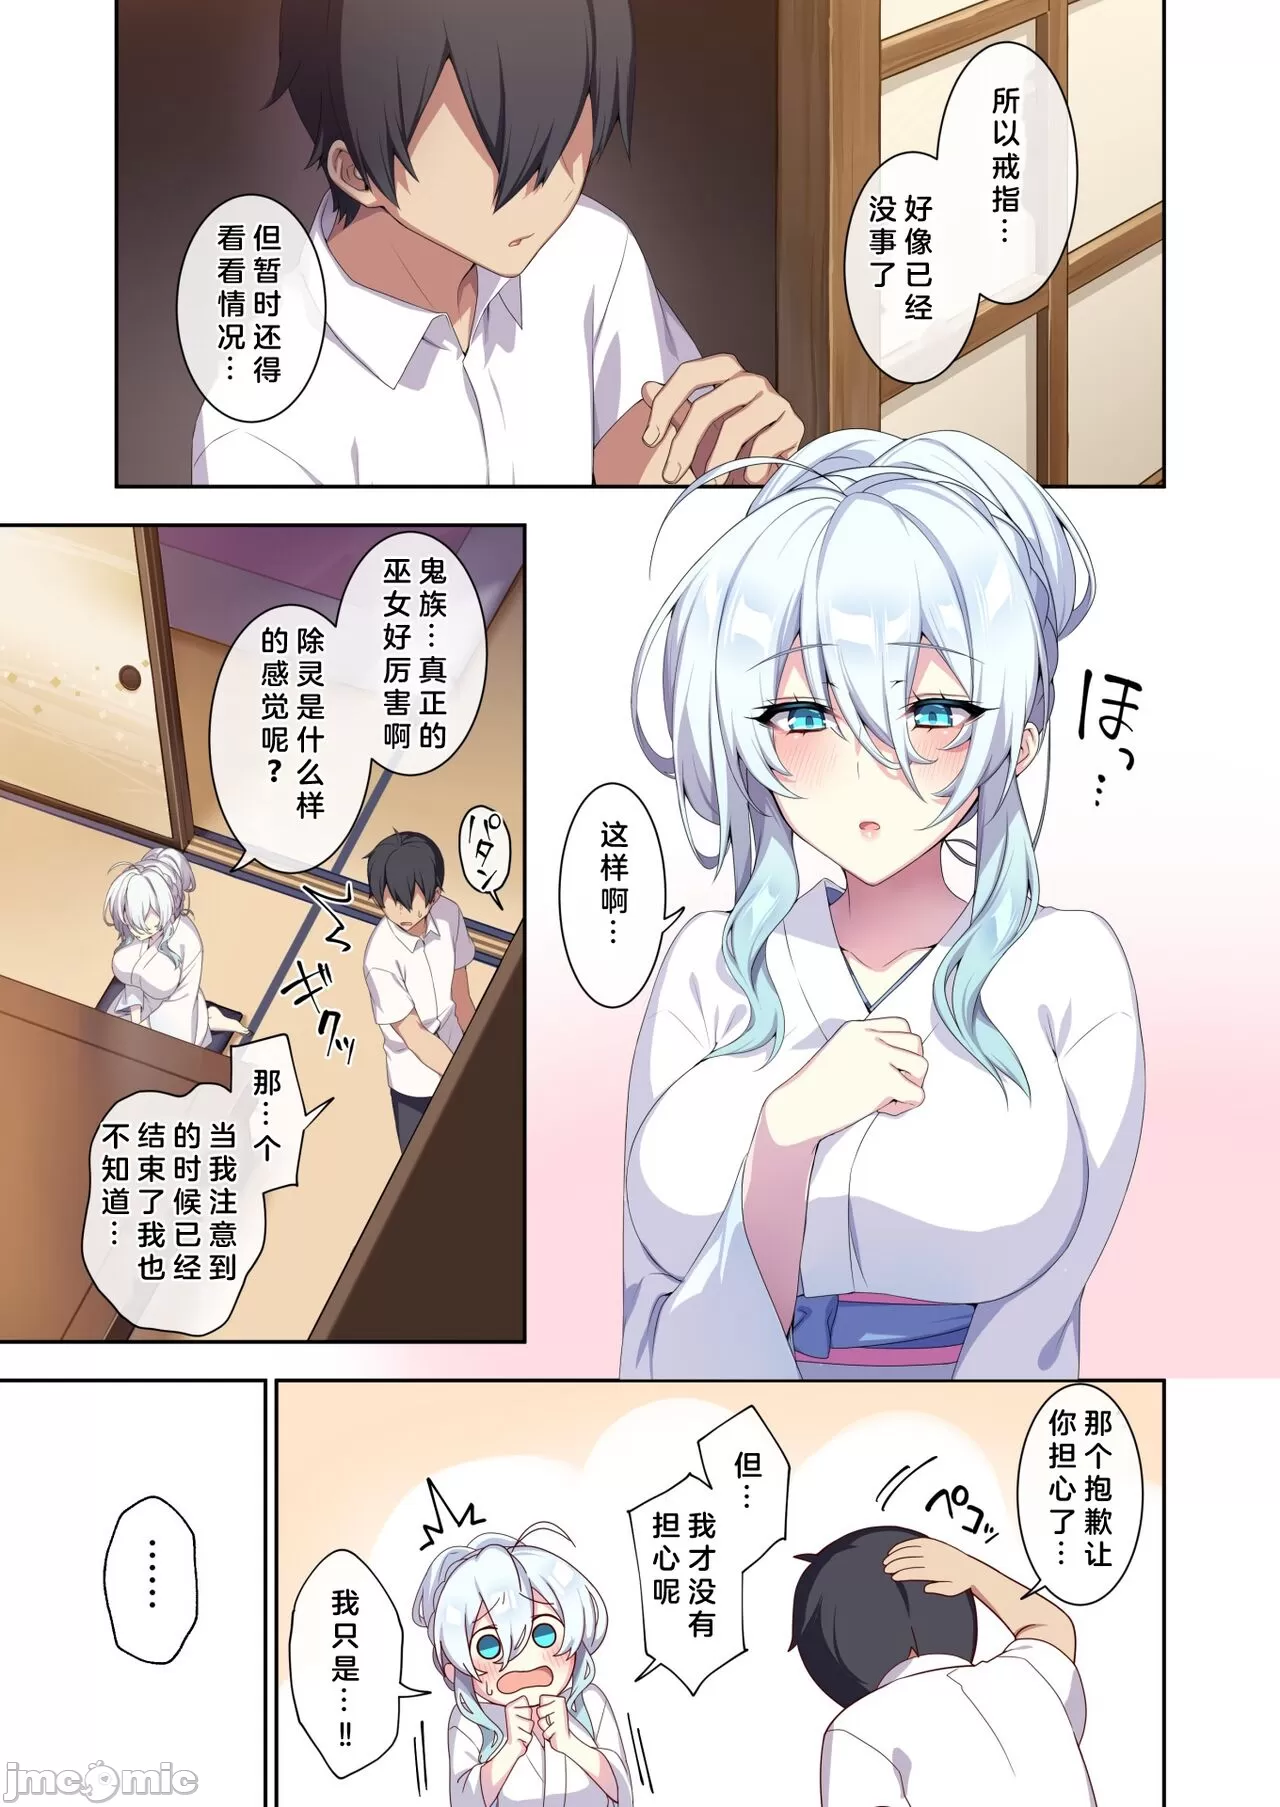 所以戒指…
好像已经
没事了
但暂时还得
看看情况…
ほっ…
这样啊…
鬼族…真正的
巫女好厉害啊
除灵是什么样
的感觉呢？
パタン
ギクッ
那…个
当我注意到
的时候已经
结束了我也
不知道…
那个抱歉让
你担心了…
ペコッ
但…
我才没有
担心呢
我只是…!!
……
jmcomic